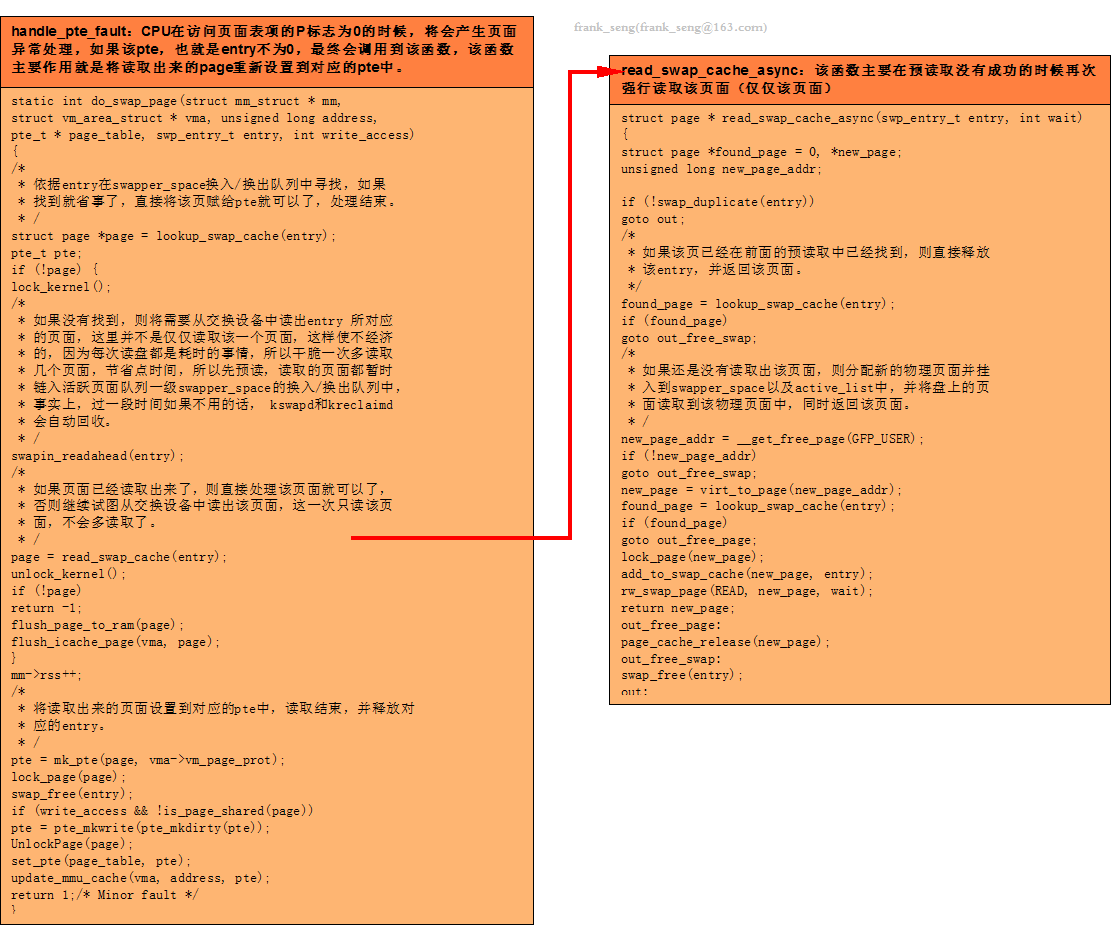 handle_pte_fault：CPU在访问页面表项的P标志为0的时候，将会产生页面
异常处理，如果该pte，也就是entry不为0，最终会调用到该函数，该函数
主要作用就是将读取出来的page重新设置到对应的pte中。
static int do_swap_page(struct mm_struct * mm,
struct vm_area_struct * vma, unsigned long address,
pte_t * page_table, swp_entry_t entry, int write_access)
{
/*
* 依据entry在swapper_space换入/换出队列中寻找，如果
* 找到就省事了，直接将该页赋给pte就可以了，处理结束。
* /
struct page *page = lookup_swap_cache(entry);
pte_t pte;
if (!page) {
lock_kernel();
/*
* 如果没有找到，则将需要从交换设备中读出entry 所对应
* 的页面，这里并不是仅仅读取该一个页面，这样使不经济
* 的，因为每次读盘都是耗时的事情，所以干脆一次多读取
* 几个页面，节省点时间，所以先预读，读取的页面都暂时
* 链入活跃页面队列一级swapper_space的换入/换出队列中，
* 事实上，过一段时间如果不用的话， kswapd和kreclaimd
* 会自动回收。
* /
swapin_readahead(entry);
/*
* 如果页面已经读取出来了，则直接处理该页面就可以了，
* 否则继续试图从交换设备中读出该页面，这一次只读该页
* 面，不会多读取了。
* /
page = read_swap_cache(entry);
unlock_kernel();
if (!page)
return -1;
flush_page_to_ram(page);
flush_icache_page(vma, page);
}
mm->rss++;
/*
* 将读取出来的页面设置到对应的pte中，读取结束，并释放对
* 应的entry。
* /
pte = mk_pte(page, vma->vm_page_prot);
lock_page(page);
swap_free(entry);
if (write_access && !is_page_shared(page))
pte = pte_mkwrite(pte_mkdirty(pte));
UnlockPage(page);
set_pte(page_table, pte);
update_mmu_cache(vma, address, pte);
return 1;/* Minor fault */
}
frank_seng(frank_seng@163.com)
read_swap_cache_async：该函数主要在预读取没有成功的时候再次
强行读取该页面（仅仅该页面）
struct page * read_swap_cache_async(swp_entry_t entry, int wait)
{
struct page *found_page = 0, *new_page;
unsigned long new_page_addr;
if (!swap_duplicate(entry))
goto out;
/*
* 如果该页已经在前面的预读取中已经找到，则直接释放
* 该entry，并返回该页面。
*/
found_page = lookup_swap_cache(entry);
if (found_page)
goto out_free_swap;
/*
* 如果还是没有读取出该页面，则分配新的物理页面并挂
* 入到swapper_space以及active_list中，并将盘上的页
* 面读取到该物理页面中，同时返回该页面。
* /
new_page_addr = __get_free_page(GFP_USER);
if (!new_page_addr)
goto out_free_swap;
new_page = virt_to_page(new_page_addr);
found_page = lookup_swap_cache(entry);
if (found_page)
goto out_free_page;
lock_page(new_page);
add_to_swap_cache(new_page, entry);
rw_swap_page(READ, new_page, wait);
return new_page;
out_free_page:
page_cache_release(new_page);
out_free_swap:
swap_free(entry);
out: